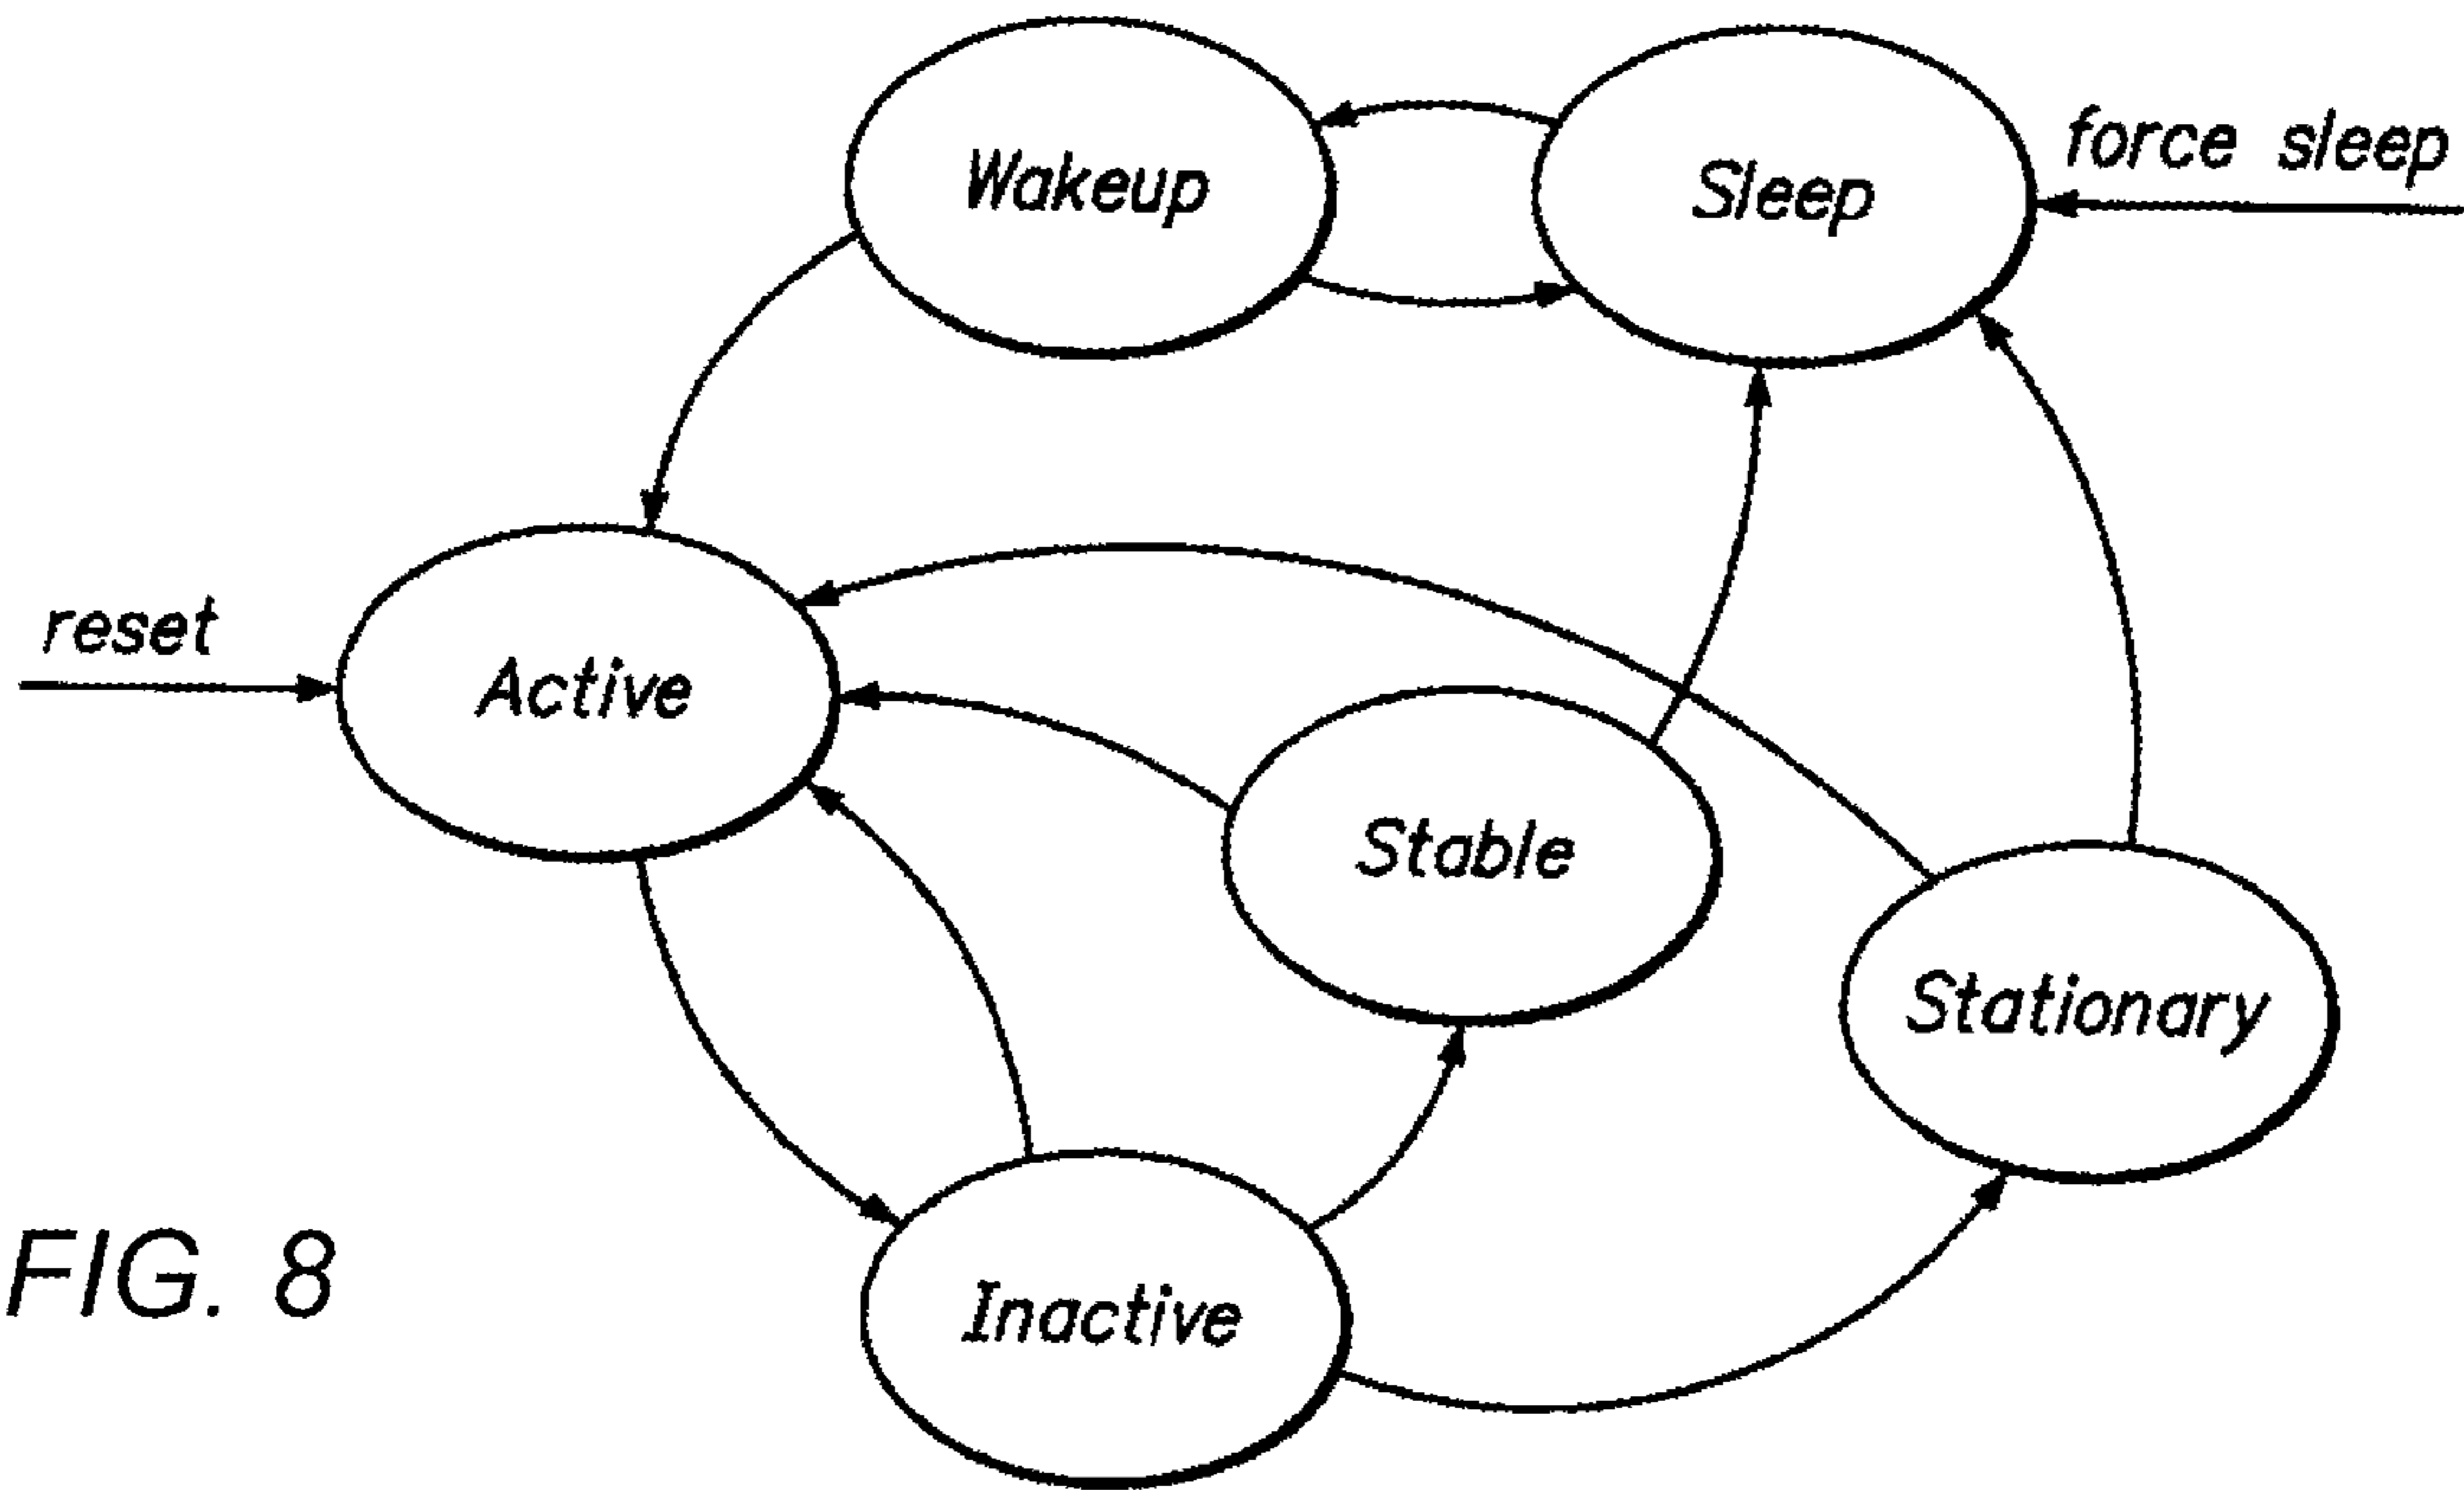 Wakeup
Sleep
force sleep
reset
Active
Stable
Stationary
Inactive
FIG. 8